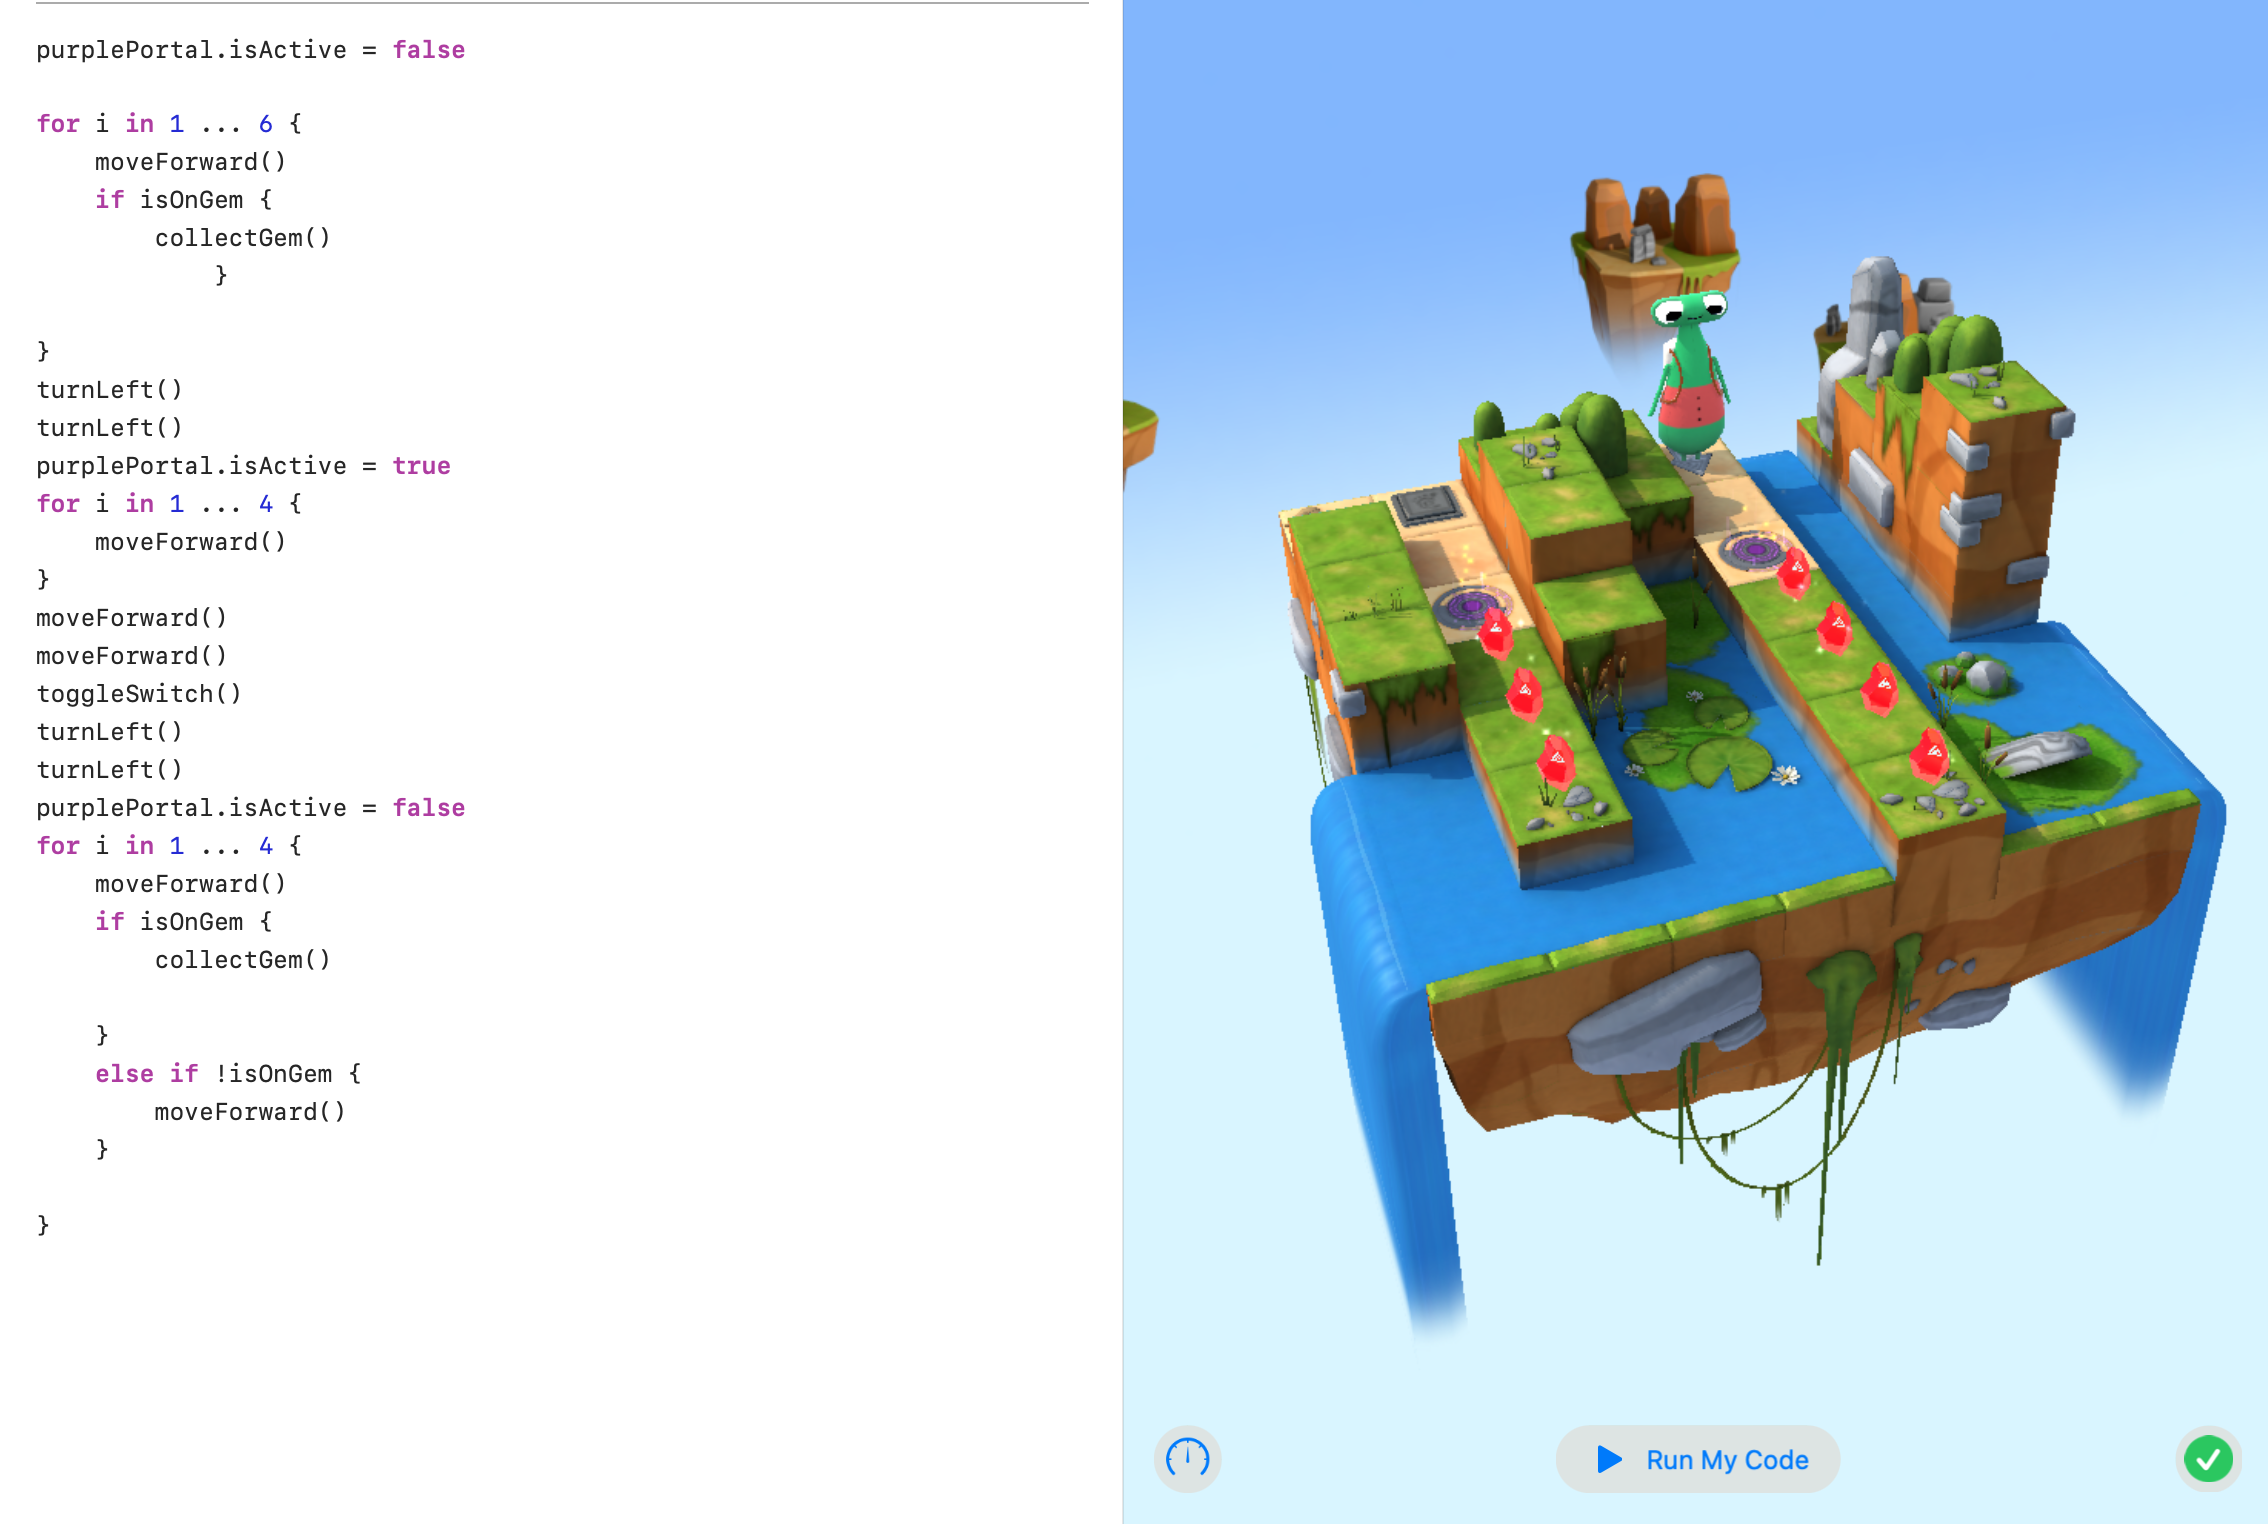 purplePortal.isActive = false
for i in 1 ... 6 {
moveForward()
if isOnGem {
collectGem()
}
}
turnLeft()
turnLeft()
purplePortal.isActive = true
for i in 1 ... 4 {
moveForward()
}
moveForward()
moveForward()
toggleSwitch()
turnLeft()
turnLeft()
purplePortal.isActive = false
for i in 1 ... 4 {
moveForward()
if isOnGem {
collectGem()
}
else if !isOnGem {
moveForward()
}
}
Run My Code